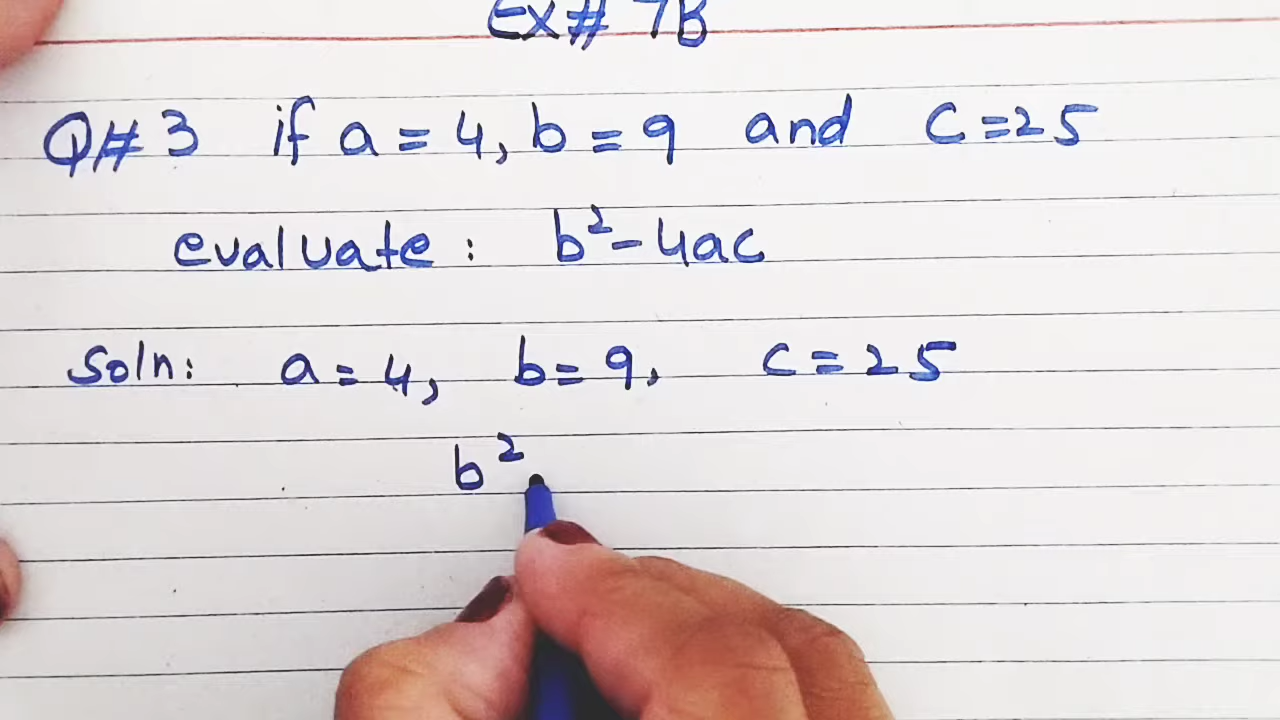 Ex# 7B
Q# 3 if a = 4, b = 9 and c = 25
evaluate: b² - 4ac
Soln: a = 4, b = 9, c = 25
b²